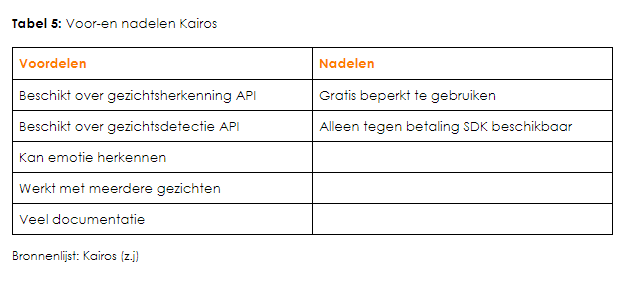 Tabel 5: Voor-en nadelen Kairos
Voordelen Nadelen
Beschikt over gezichtsherkenning API Gratis beperkt te gebruiken
Beschikt over gezichtsdetectie API Alleen tegen betaling SDK beschikbaar
Kan emotie herkennen
Werkt met meerdere gezichten
Veel documentatie
Bronnenlijst: Kairos (z.j)